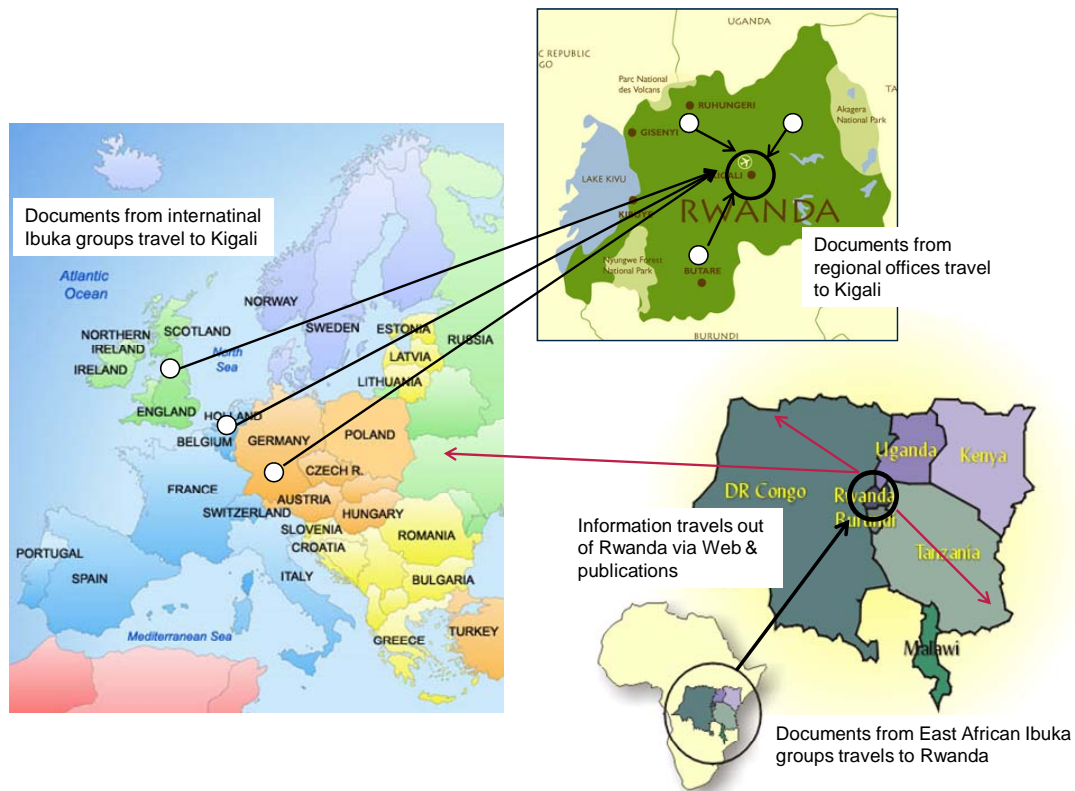 UGANDA
C REPUBLIC
GO
Parc National
des Volcans
TA
RUHUNGERI
Akagera
National Park
GISENYI
LAKE KIVU
KIGALI
KIBUYE
RWANDA
Nyungwe Forest
National Park
BUTARE
BURUNDI
Documents from
regional offices travel
to Kigali
Documents from internatinal
Ibuka groups travel to Kigali
Atlantic
Ocean
NORWAY
SWEDEN
ESTONIA
RUSSIA
LATVIA
LITHUANIA
SCOTLAND
NORTHERN
IRELAND
IRELAND
North
Sea
ENGLAND
HOLLAND
BELGIUM
GERMANY
POLAND
CZECH R.
FRANCE
AUSTRIA
SWITZERLAND
HUNGARY
SLOVENIA
CROATIA
ROMANIA
PORTUGAL
SPAIN
ITALY
BULGARIA
Mediterranean Sea
GREECE
TURKEY
Uganda
Kenya
DR Congo
Rwanda
Burundi
Tanzania
Malawi
Information travels out
of Rwanda via Web &
publications
Documents from East African Ibuka
groups travels to Rwanda